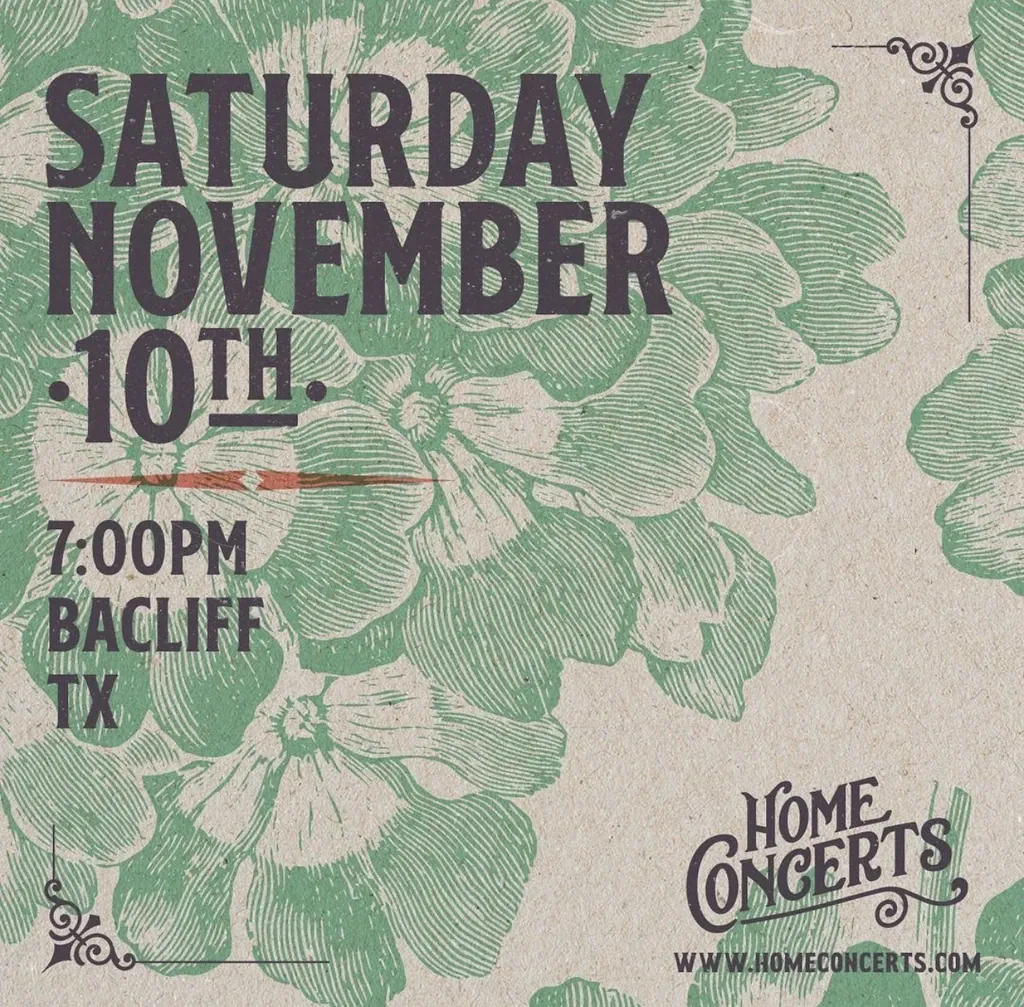 SATURDAY
NOVEMBER
·10TH·
7:00PM
BACLIFF
TX
HOME
CONCERTS
WWW.HOMECONCERTS.COM